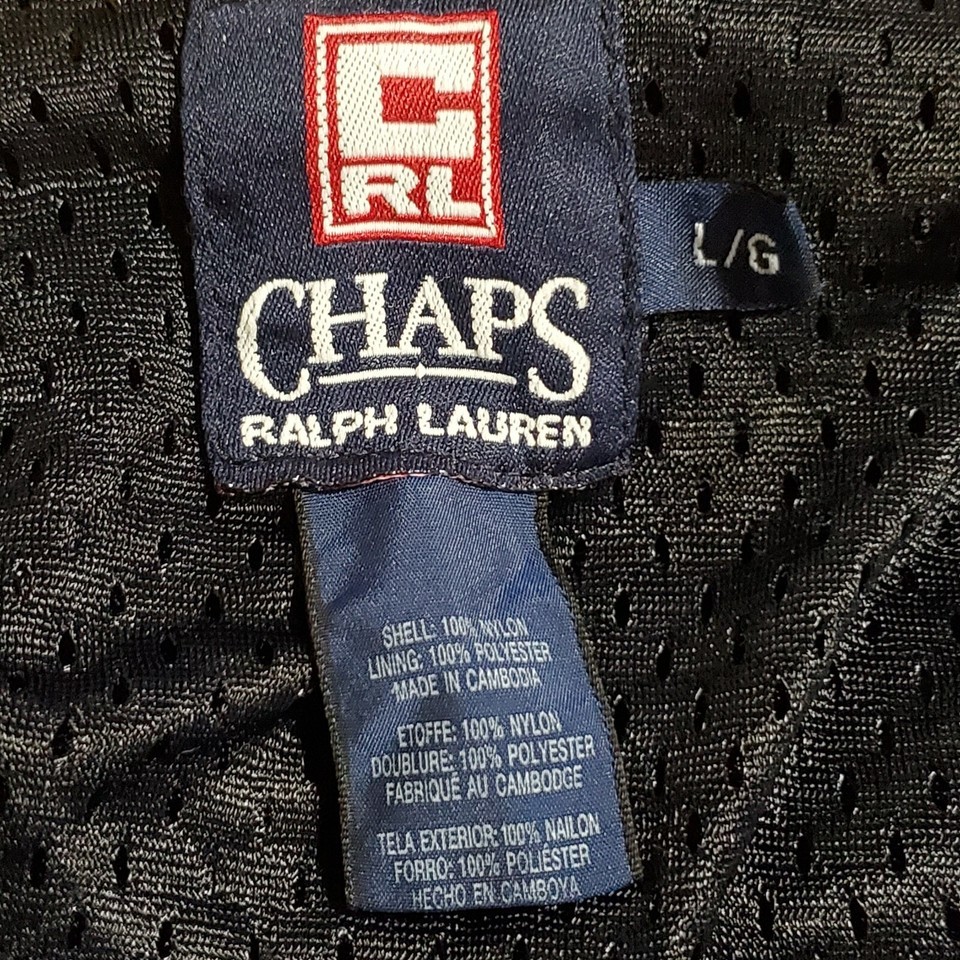 C
RL
CHAPS
RALPH LAUREN
L/G
SHELL: 100% NYLON
LINING: 100% POLYESTER
MADE IN CAMBODIA
ETOFFE: 100% NYLON
DOUBLURE: 100% POLYESTER
FABRIQUÉ AU CAMBODGE
TELA EXTERIOR: 100% NAILON
FORRO: 100% POLIÉSTER
HECHO EN CAMBOYA